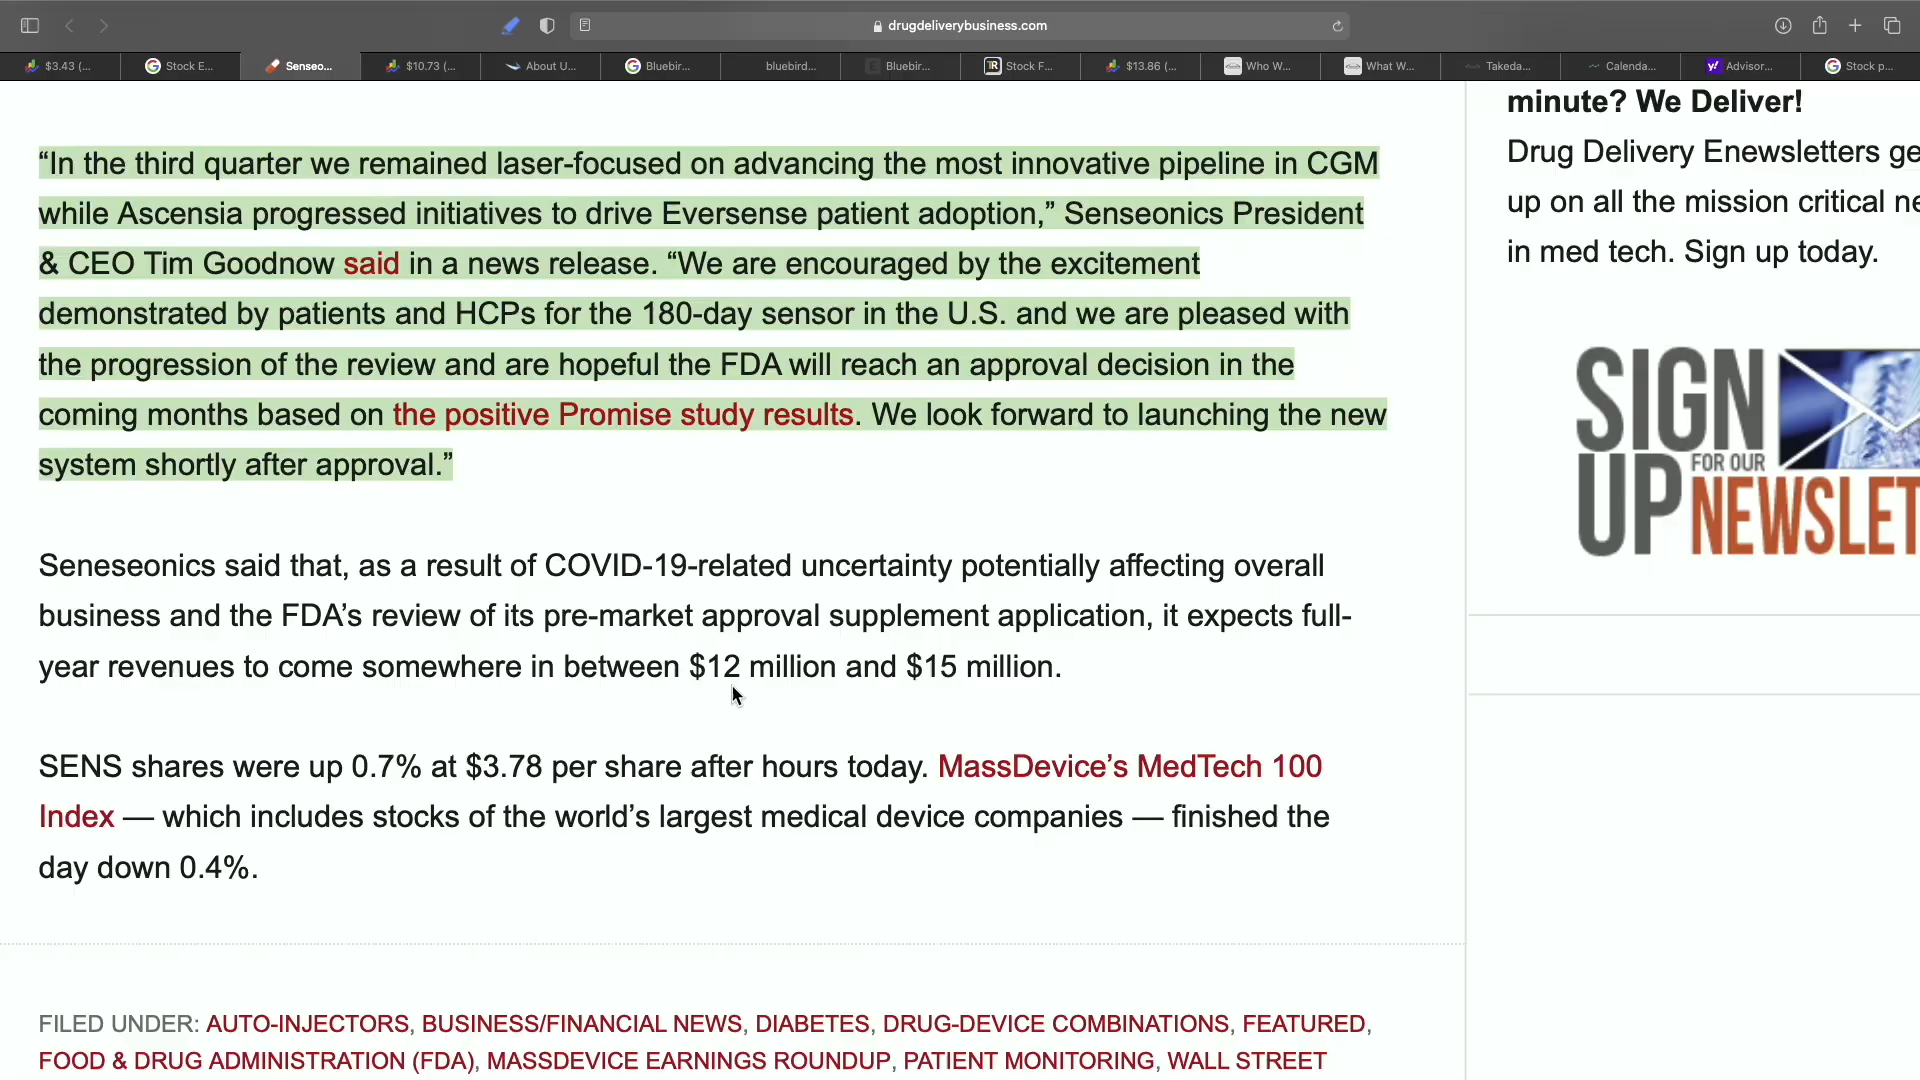 drugdeliverybusiness.com
$3.43 (...
Stock E...
Senseo...
$10.73 (...
About U...
Bluebir...
bluebird...
Bluebir...
Stock F...
$13.86 (...
Who W...
What W...
Takeda...
Calenda...
Advisor...
Stock p...
“In the third quarter we remained laser-focused on advancing the most innovative pipeline in CGM
while Ascensia progressed initiatives to drive Eversense patient adoption,” Senseonics President
& CEO Tim Goodnow said in a news release. “We are encouraged by the excitement
demonstrated by patients and HCPs for the 180-day sensor in the U.S. and we are pleased with
the progression of the review and are hopeful the FDA will reach an approval decision in the
coming months based on the positive Promise study results. We look forward to launching the new
system shortly after approval.”
Seneseonics said that, as a result of COVID-19-related uncertainty potentially affecting overall
business and the FDA’s review of its pre-market approval supplement application, it expects full-
year revenues to come somewhere in between $12 million and $15 million.
SENS shares were up 0.7% at $3.78 per share after hours today. MassDevice’s MedTech 100
Index — which includes stocks of the world’s largest medical device companies — finished the
day down 0.4%.
FILED UNDER: AUTO-INJECTORS, BUSINESS/FINANCIAL NEWS, DIABETES, DRUG-DEVICE COMBINATIONS, FEATURED,
FOOD & DRUG ADMINISTRATION (FDA), MASSDEVICE EARNINGS ROUNDUP, PATIENT MONITORING, WALL STREET
minute? We Deliver!
Drug Delivery Enewsletters ge
up on all the mission critical ne
in med tech. Sign up today.
SIGN
UP FOR OUR
NEWSLET